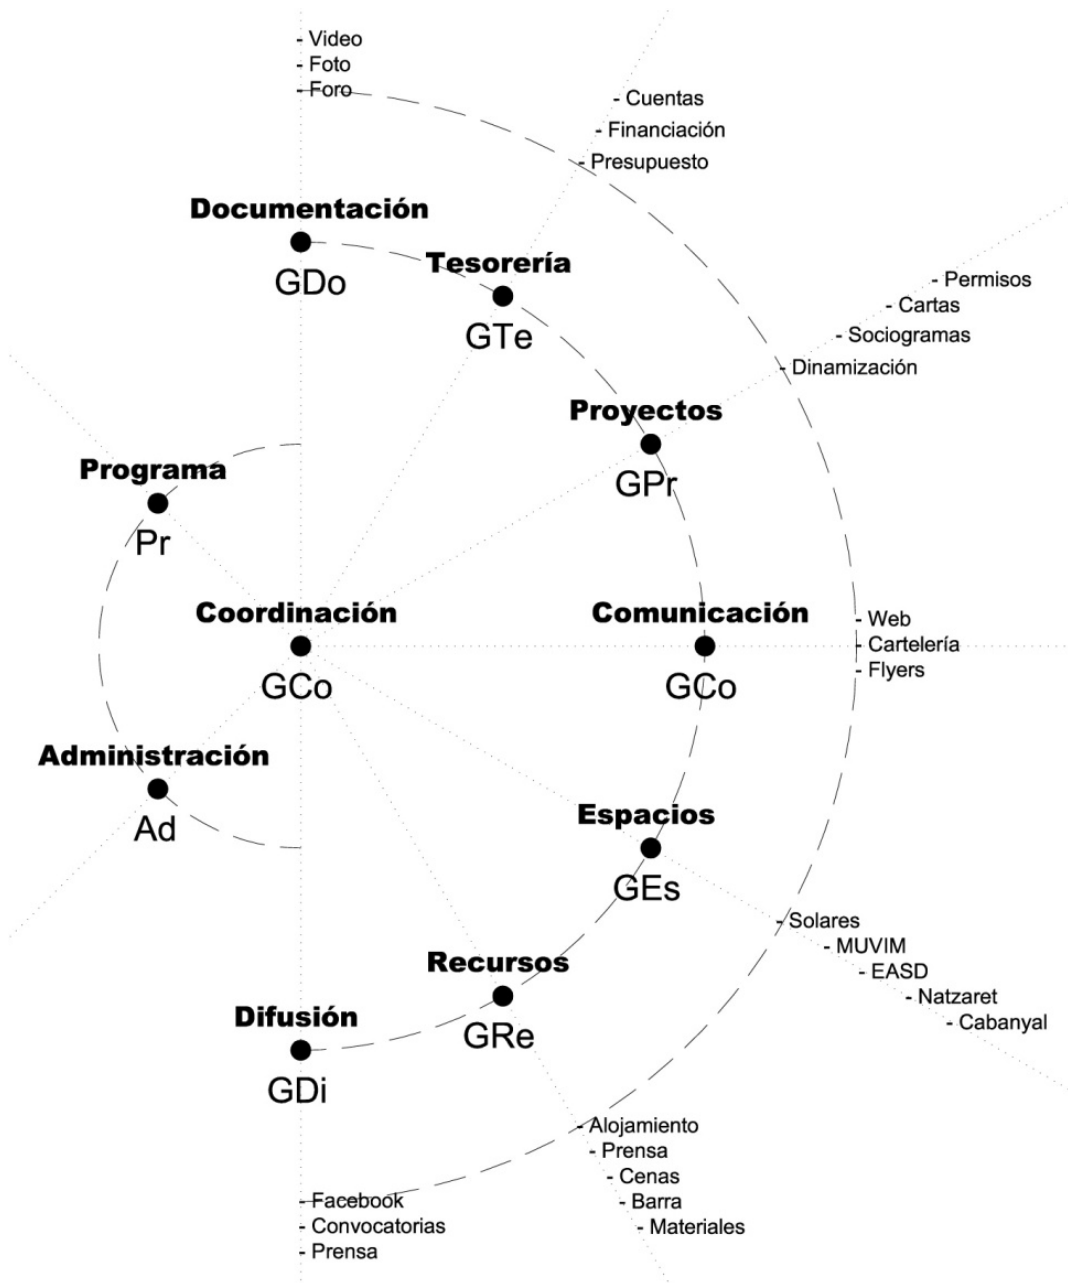 - Video
- Foto
- Foro
- Cuentas
- Financiación
- Presupuesto
Documentación
GDo
Tesorería
GTe
- Permisos
- Cartas
- Sociogramas
- Dinamización
Proyectos
GPr
Programa
Pr
Coordinación
GCo
Comunicación
GCo
- Web
- Cartelería
- Flyers
Administración
Ad
Espacios
GEs
- Solares
- MUVIM
- EASD
- Natzaret
- Cabanyal
Recursos
GRe
Difusión
GDi
- Alojamiento
- Prensa
- Cenas
- Barra
- Materiales
- Facebook
- Convocatorias
- Prensa